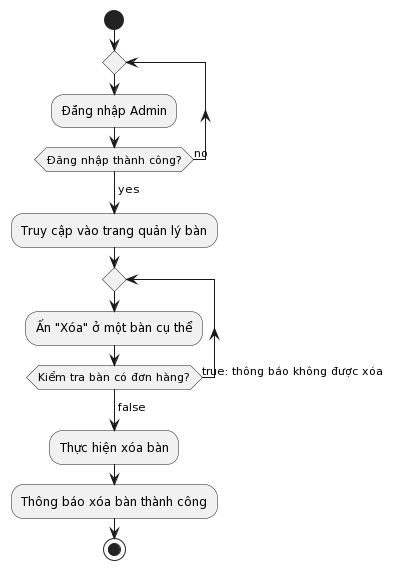 Đăng nhập Admin
Đăng nhập thành công?
no
yes
Truy cập vào trang quản lý bàn
Ấn "Xóa" ở một bàn cụ thể
Kiểm tra bàn có đơn hàng?
true: thông báo không được xóa
false
Thực hiện xóa bàn
Thông báo xóa bàn thành công